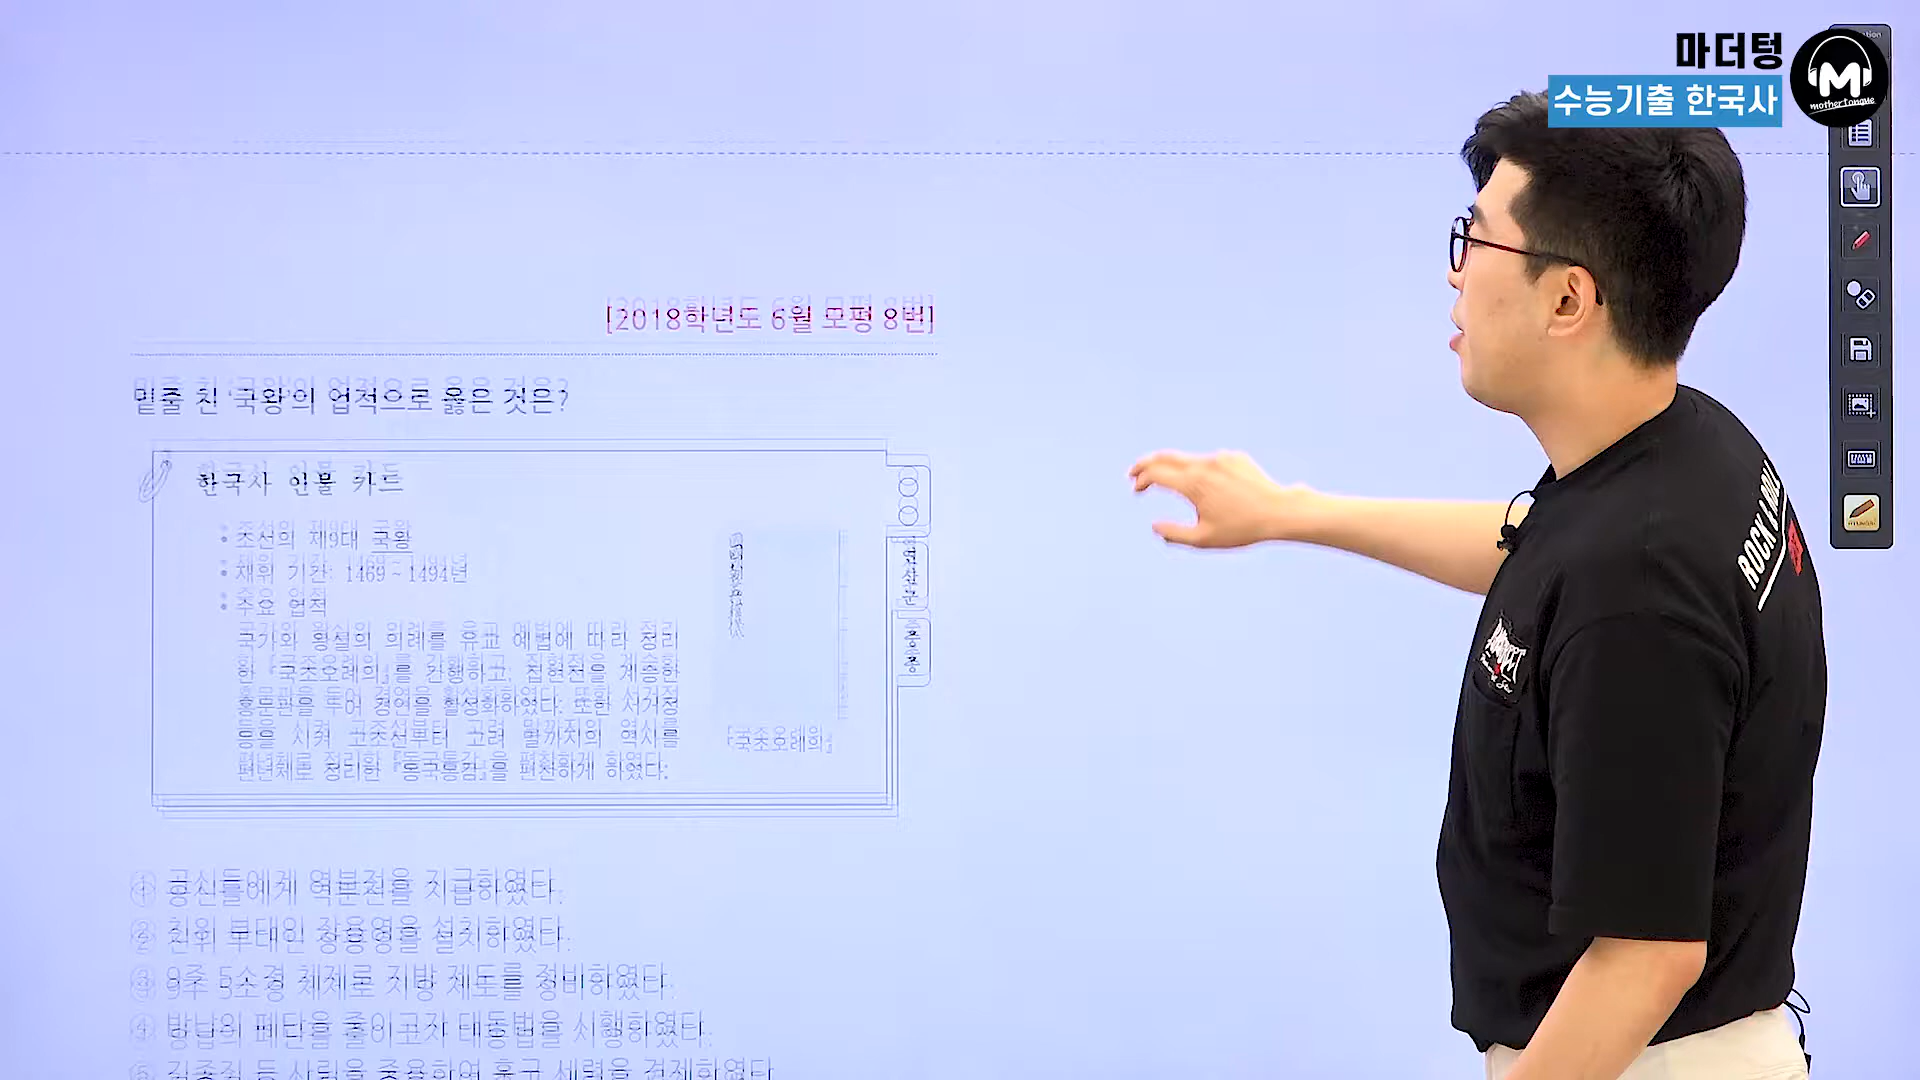 마더텅
수능기출 한국사
M
mothertongue
[2018학년도 6월 모평 8번]
밑줄 친 ‘국왕’의 업적으로 옳은 것은?
한국사 인물 카드
• 조선의 제9대 국왕
• 재위 기간: 1469 ~ 1494년
• 주요 업적
국가와 왕실의 의례를 유교 예법에 따라 정리
한 『국조오례의』를 간행하고, 집현전을 계승한
홍문관을 두어 경연을 활성화하였다. 또한 서거정
등을 시켜 고조선부터 고려 말까지의 역사를
편년체로 정리한 『동국통감』을 편찬하게 하였다.
『국조오례의』
○○○
연산군
중종
① 공신들에게 역분전을 지급하였다.
② 친위 부대인 장용영을 설치하였다.
③ 9주 5소경 체제로 지방 제도를 정비하였다.
④ 방납의 폐단을 줄이고자 대동법을 시행하였다.
⑤ 김종직 등 사림을 중용하여 훈구 세력을 견제하였다.
ROCK & ROLL